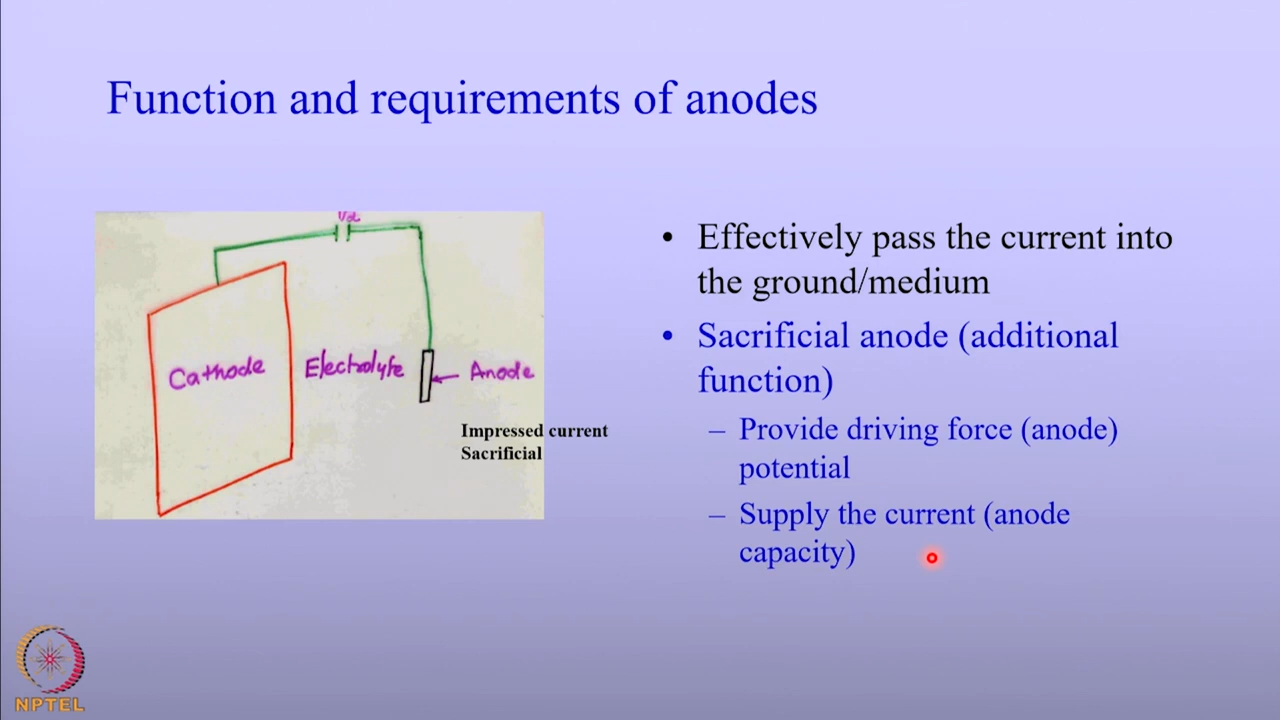 Function and requirements of anodes
Vol
Cathode
Electrolyte
Anode
Impressed current
Sacrificial
• Effectively pass the current into
the ground/medium
• Sacrificial anode (additional
function)
– Provide driving force (anode)
potential
– Supply the current (anode
capacity)
NPTEL